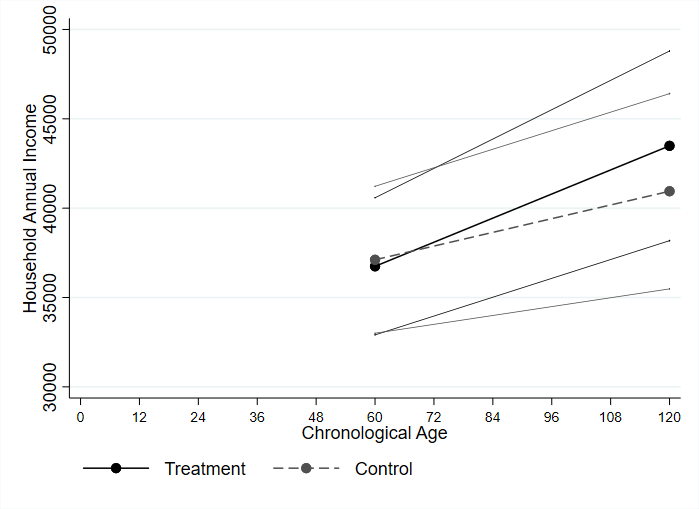 Household Annual Income
50000
45000
40000
35000
30000
0 12 24 36 48 60 72 84 96 108 120
Chronological Age
Treatment Control